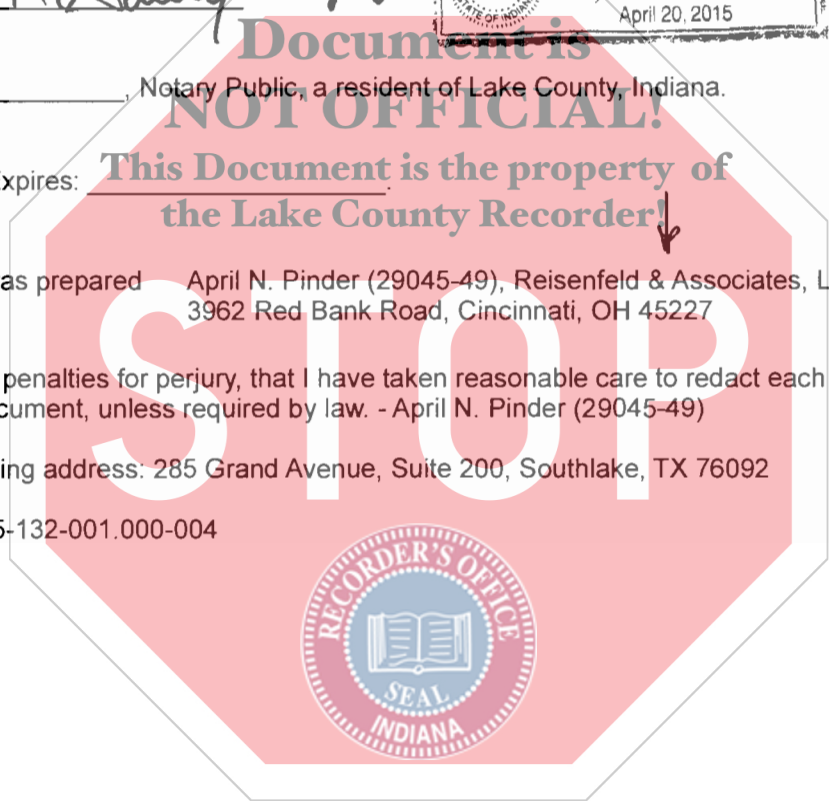 April 20, 2015
STATE OF INDIANA
Document is
, Notary Public, a resident of Lake County, Indiana.
NOT OFFICIAL!
This Document is the property of
xpires:
the Lake County Recorder!
as prepared April N. Pinder (29045-49), Reisenfeld & Associates, L
3962 Red Bank Road, Cincinnati, OH 45227
STOP
penalties for perjury, that I have taken reasonable care to redact each
cument, unless required by law. - April N. Pinder (29045-49)
ing address: 285 Grand Avenue, Suite 200, Southlake, TX 76092
-132-001.000-004
RECORDER'S OFFICE
SEAL
INDIANA